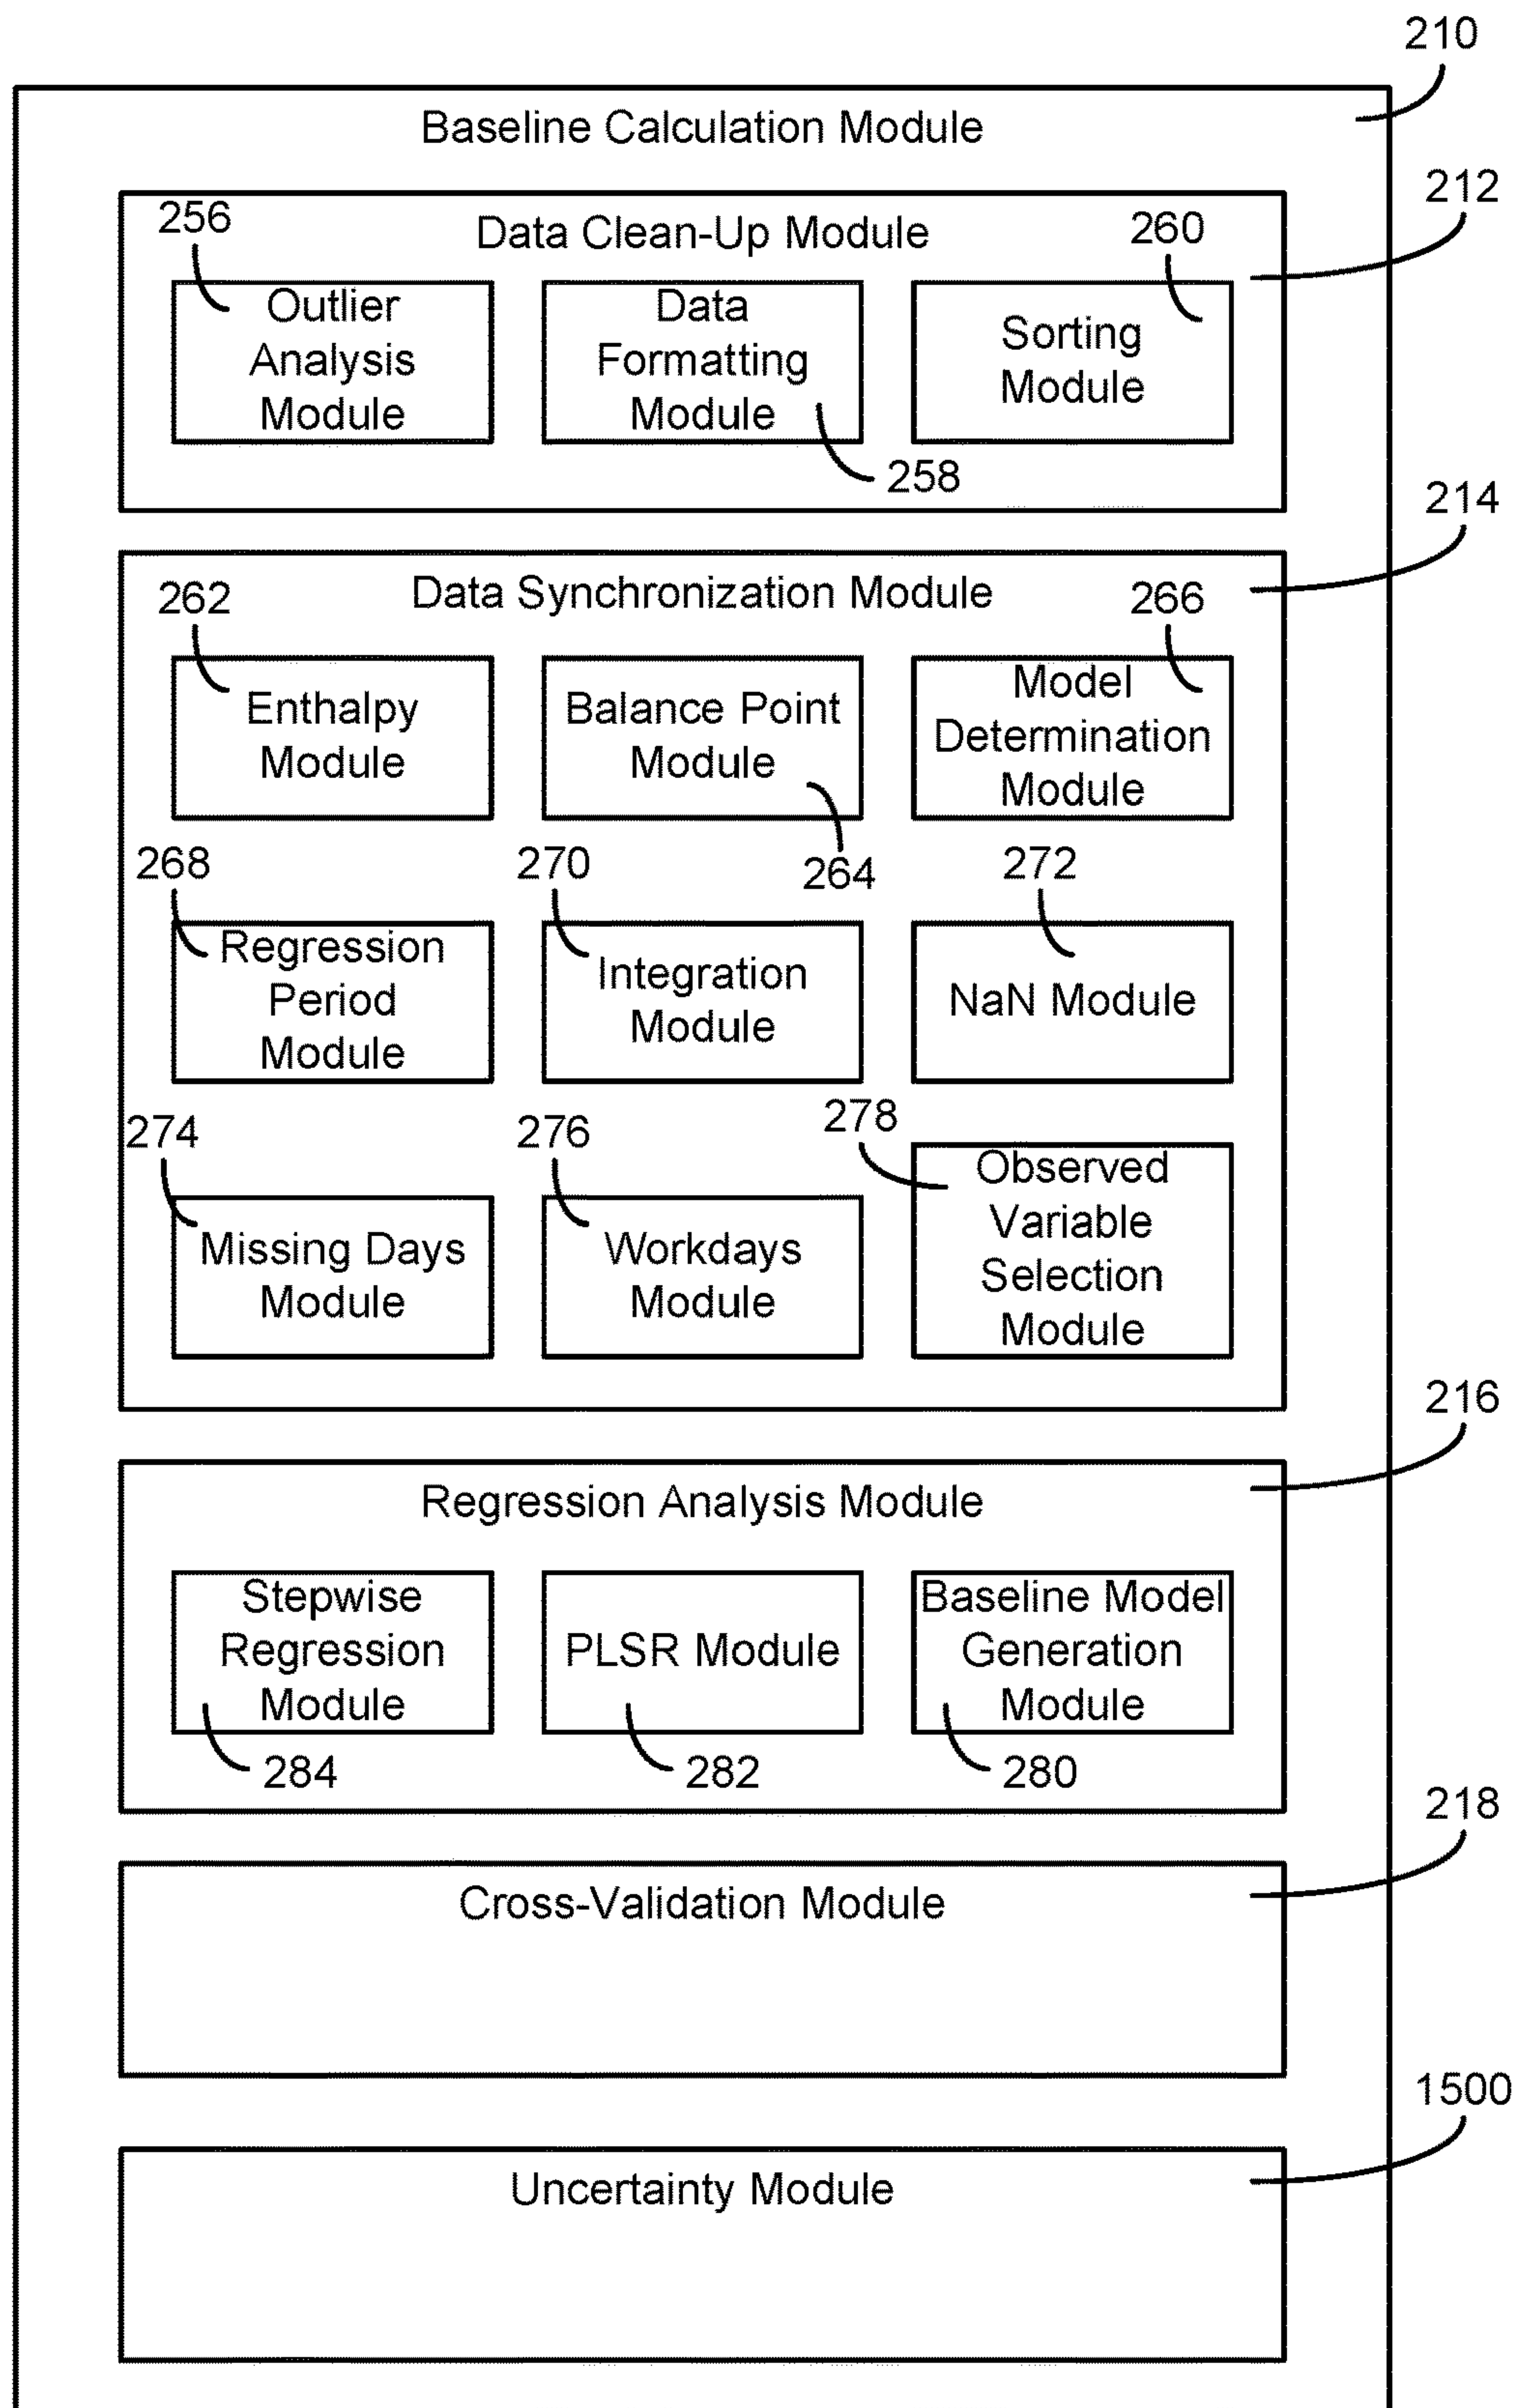 210
Baseline Calculation Module
212
256
Data Clean-Up Module
260
Outlier
Analysis
Module
Data
Formatting
Module
Sorting
Module
258
214
262
Data Synchronization Module
266
Enthalpy
Module
Balance Point
Module
Model
Determination
Module
264
268
270
272
Regression
Period
Module
Integration
Module
NaN Module
274
276
278
Missing Days
Module
Workdays
Module
Observed
Variable
Selection
Module
216
Regression Analysis Module
Stepwise
Regression
Module
PLSR Module
Baseline Model
Generation
Module
284
282
280
218
Cross-Validation Module
1500
Uncertainty Module